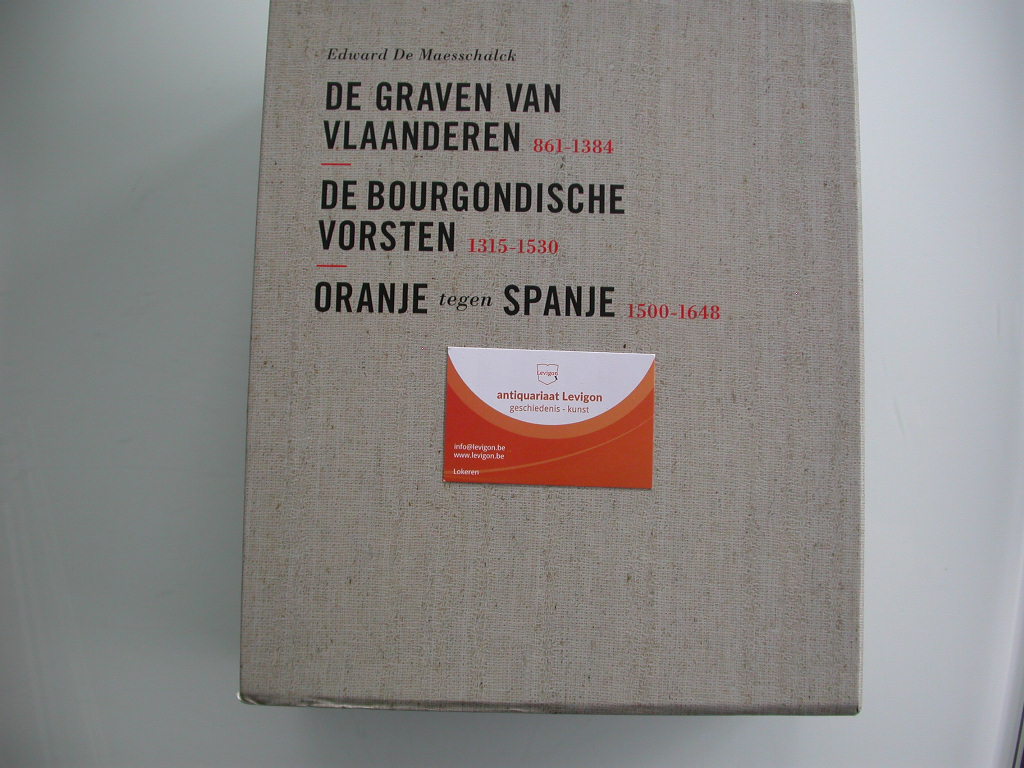 Edward De Maesschalck
DE GRAVEN VAN
VLAANDEREN 861-1384
DE BOURGONDISCHE
VORSTEN 1315-1530
ORANJE tegen SPANJE 1500-1648
Levigon
antiquariaat Levigon
geschiedenis - kunst
info@levigon.be
www.levigon.be
Lokeren